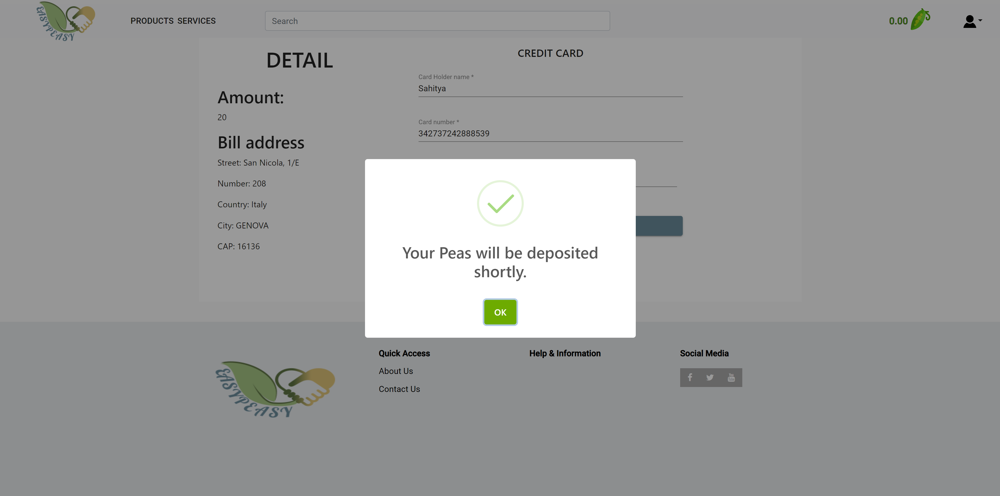 EASYPEASY
PRODUCTS SERVICES
Search
0.00
DETAIL
Amount:
20
Bill address
Street: San Nicola, 1/E
Number: 208
Country: Italy
City: GENOVA
CAP: 16136
CREDIT CARD
Card Holder name *
Sahitya
Card number *
342737242888539
Your Peas will be deposited
shortly.
OK
EASYPEASY
Quick Access
About Us
Contact Us
Help & Information
Social Media
You
Tube